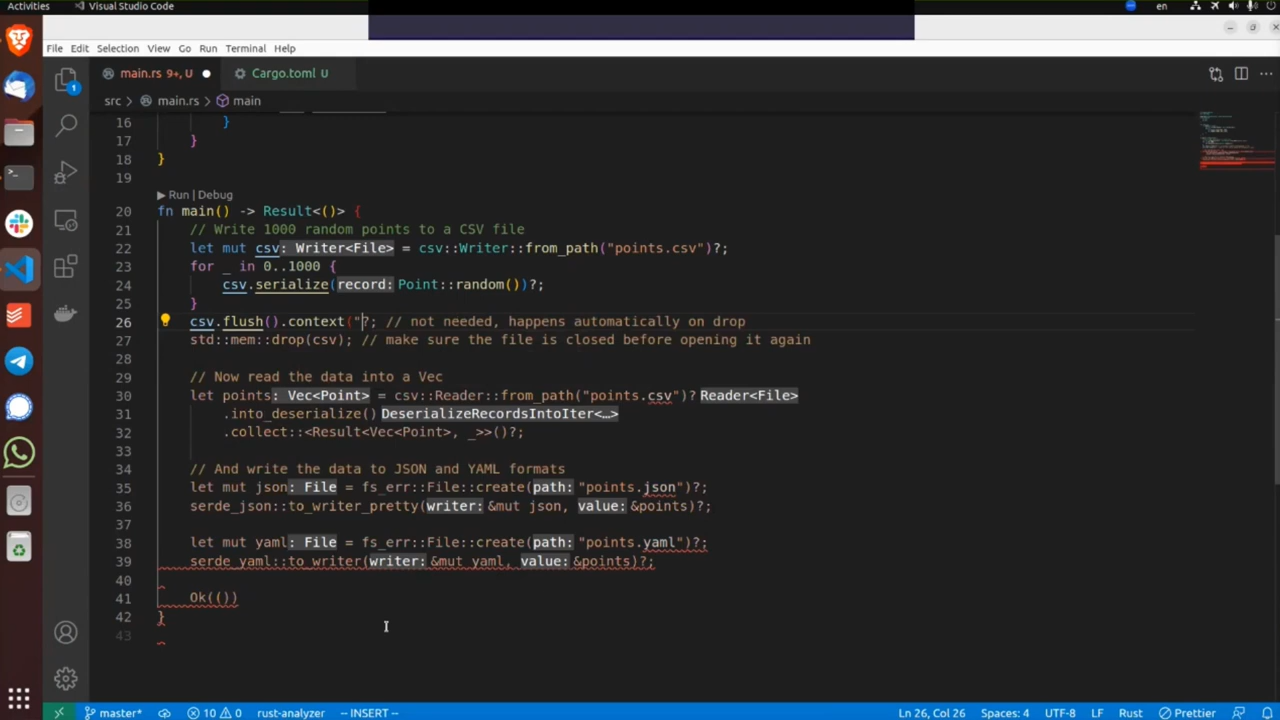 Activities
Visual Studio Code
en
File Edit Selection View Go Run Terminal Help
main.rs 9+, U
Cargo.toml U
src > main.rs > main
16 }
17 }
18 }
19
Run | Debug
20 fn main() -> Result<()> {
21 // Write 1000 random points to a CSV file
22 let mut csv: Writer<File> = csv::Writer::from_path("points.csv")?;
23 for _ in 0..1000 {
24 csv.serialize(record: Point::random())?;
25 }
26 csv.flush().context("?; // not needed, happens automatically on drop
27 std::mem::drop(csv); // make sure the file is closed before opening it again
28
29 // Now read the data into a Vec
30 let points: Vec<Point> = csv::Reader::from_path("points.csv")? Reader<File>
31 .into_deserialize() DeserializeRecordsIntoIter<…>
32 .collect::<Result<Vec<Point>, _>>()?;
33
34 // And write the data to JSON and YAML formats
35 let mut json: File = fs_err::File::create(path: "points.json")?;
36 serde_json::to_writer_pretty(writer: &mut json, value: &points)?;
37
38 let mut yaml: File = fs_err::File::create(path: "points.yaml")?;
39 serde_yaml::to_writer(writer: &mut yaml, value: &points)?;
40
41 Ok(())
42 }
43
1
master* 10 0 rust-analyzer -- INSERT -- Ln 26, Col 26 Spaces: 4 UTF-8 LF Rust Prettier